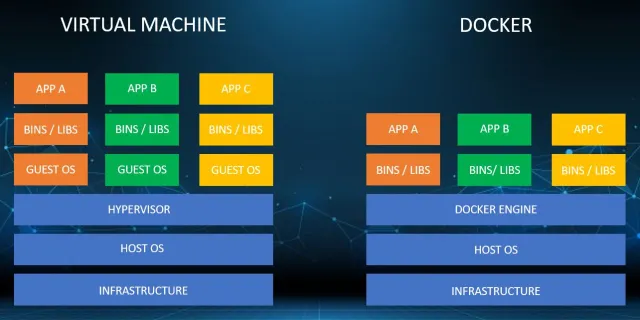 VIRTUAL MACHINE
APP A APP B APP C
BINS / LIBS BINS / LIBS BINS / LIBS
GUEST OS GUEST OS GUEST OS
HYPERVISOR
HOST OS
INFRASTRUCTURE
DOCKER
APP A APP B APP C
BINS / LIBS BINS/ LIBS BINS / LIBS
DOCKER ENGINE
HOST OS
INFRASTRUCTURE